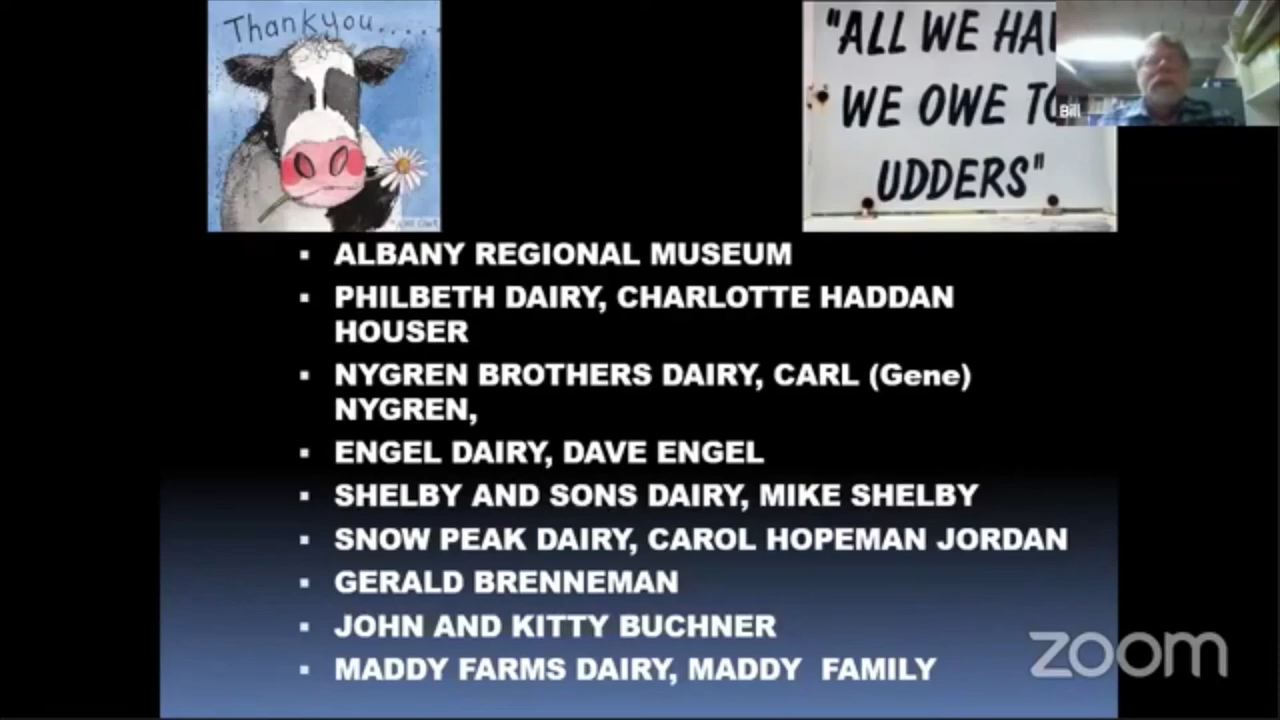 Thankyou.....
"ALL WE HA
WE OWE TO
UDDERS"
Bill
▪ ALBANY REGIONAL MUSEUM
▪ PHILBETH DAIRY, CHARLOTTE HADDAN
HOUSER
▪ NYGREN BROTHERS DAIRY, CARL (Gene)
NYGREN,
▪ ENGEL DAIRY, DAVE ENGEL
▪ SHELBY AND SONS DAIRY, MIKE SHELBY
▪ SNOW PEAK DAIRY, CAROL HOPEMAN JORDAN
▪ GERALD BRENNEMAN
▪ JOHN AND KITTY BUCHNER
▪ MADDY FARMS DAIRY, MADDY  FAMILY
zoom